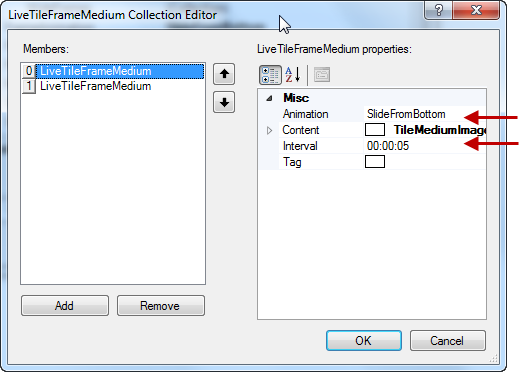 LiveTileFrameMedium Collection Editor
Members:
0 LiveTileFrameMedium
1 LiveTileFrameMedium
Add
Remove
LiveTileFrameMedium properties:
Misc
Animation SlideFromBottom
Content TileMediumImage
Interval 00:00:05
Tag
OK
Cancel